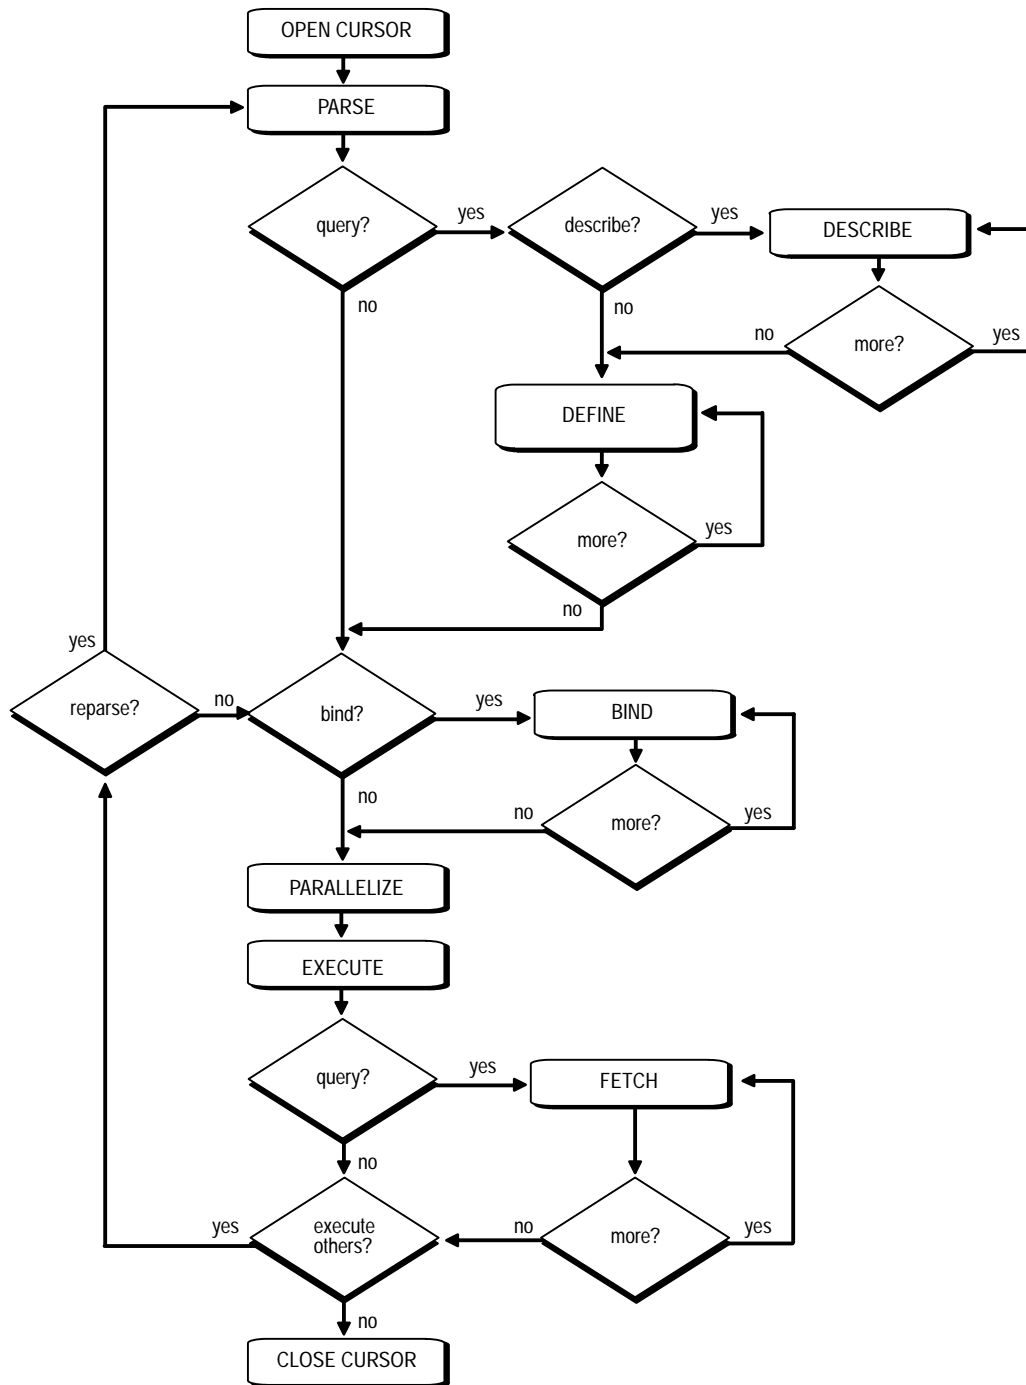 OPEN CURSOR
PARSE
query?
yes
describe?
yes
DESCRIBE
no
no
no
more?
yes
DEFINE
more?
yes
no
yes
reparse?
no
bind?
yes
BIND
no
no
more?
yes
PARALLELIZE
EXECUTE
query?
yes
FETCH
no
yes
execute
others?
no
more?
yes
no
CLOSE CURSOR